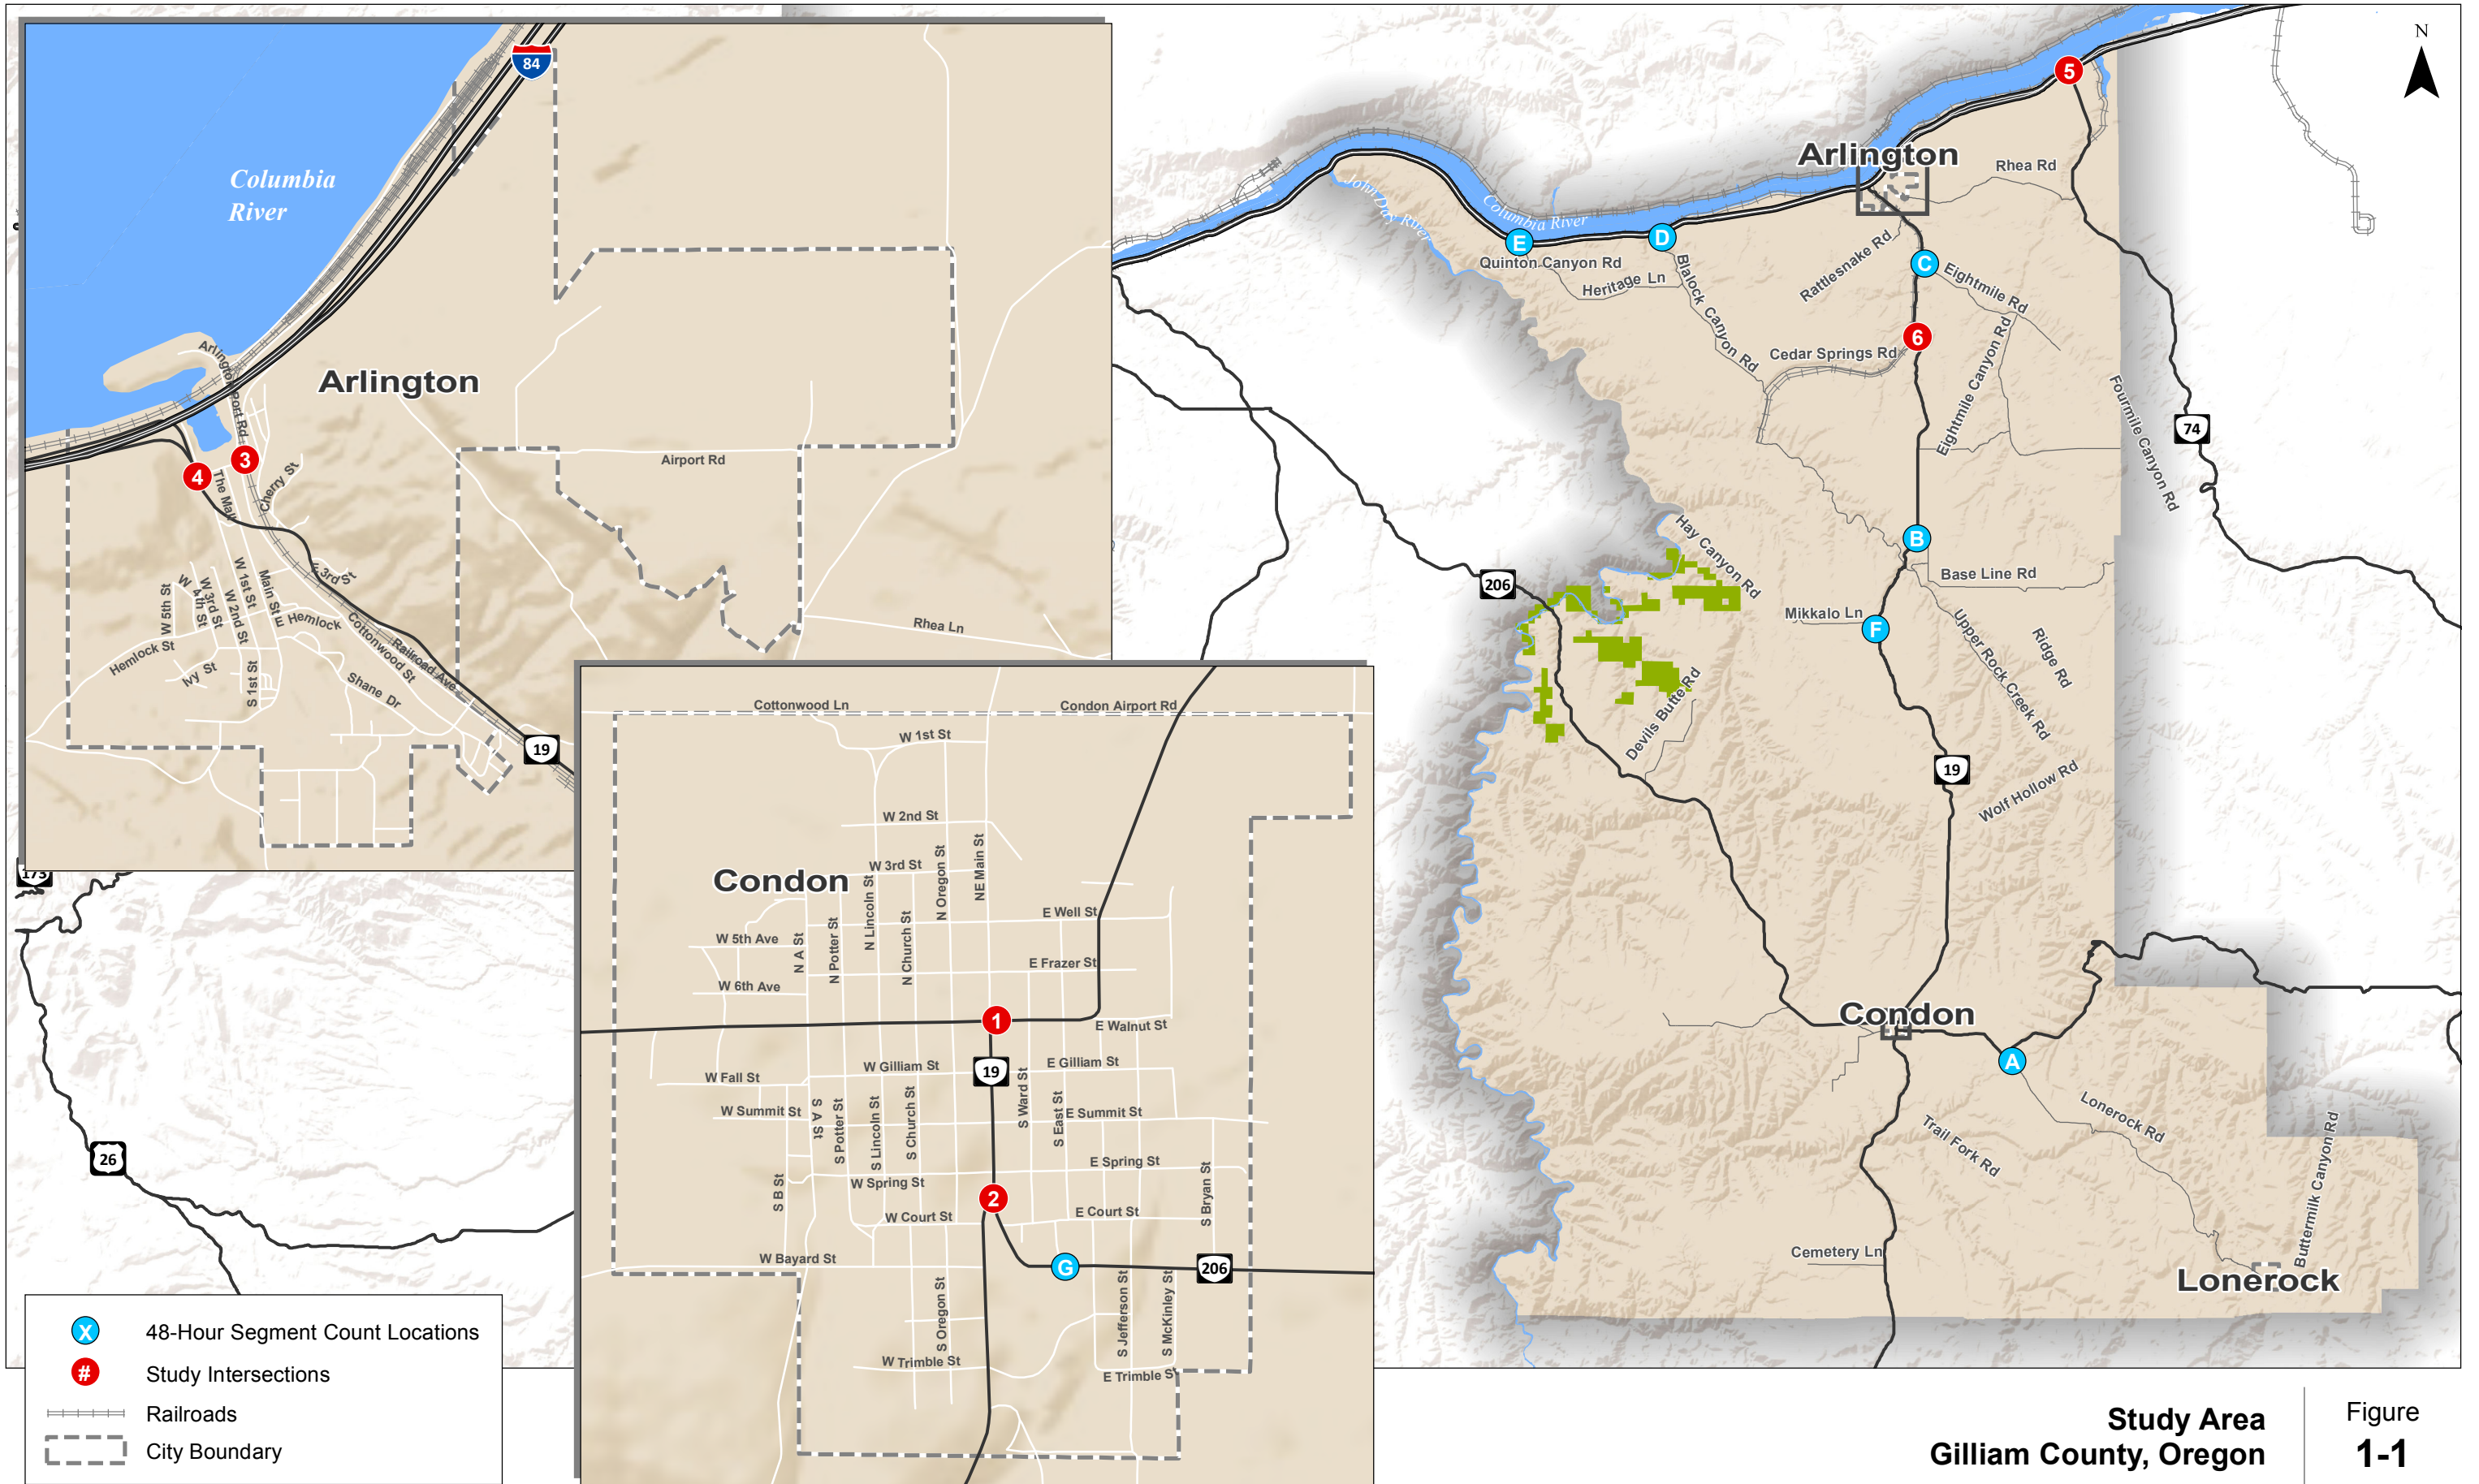 84
Columbia
River
Arlington
Arlington Port Rd
3
4
The Mall
Cherry St
Airport Rd
W 5th St
W 4th St
W 3rd St
W 2nd St
W 1st St
Main St
E Hemlock
E 3rd St
Cottonwood St
Railroad Ave
Hemlock St
Ivy St
S 1st St
Shane Dr
Rhea Ln
19
173
26
Cottonwood Ln
Condon Airport Rd
W 1st St
W 2nd St
W 3rd St
Condon
N Lincoln St
N Oregon St
NE Main St
E Well St
W 5th Ave
N A St
N Potter St
N Church St
E Frazer St
W 6th Ave
1
E Walnut St
W Gilliam St
19
E Gilliam St
W Fall St
W Summit St
S A St
S Potter St
S Lincoln St
S Church St
S Ward St
S East St
E Summit St
E Spring St
W Spring St
S B St
2
S Bryan St
W Court St
E Court St
W Bayard St
G
206
S Oregon St
S Jefferson St
S McKinley St
W Trimble St
E Trimble St
N
5
Arlington
Rhea Rd
John Day River
Columbia River
E
D
C
Quinton Canyon Rd
Heritage Ln
Blalock Canyon Rd
Rattlesnake Rd
Eightmile Rd
6
Cedar Springs Rd
Eightmile Canyon Rd
Fourmile Canyon Rd
74
Hay Canyon Rd
B
206
Base Line Rd
Mikkalo Ln
F
Upper Rock Creek Rd
Ridge Rd
Devils Butte Rd
19
Wolf Hollow Rd
Condon
A
Lonerock Rd
Trail Fork Rd
Buttermilk Canyon Rd
Cemetery Ln
Lonerock
X
48-Hour Segment Count Locations
#
Study Intersections
Railroads
City Boundary
Study Area
Gilliam County, Oregon
Figure
1-1